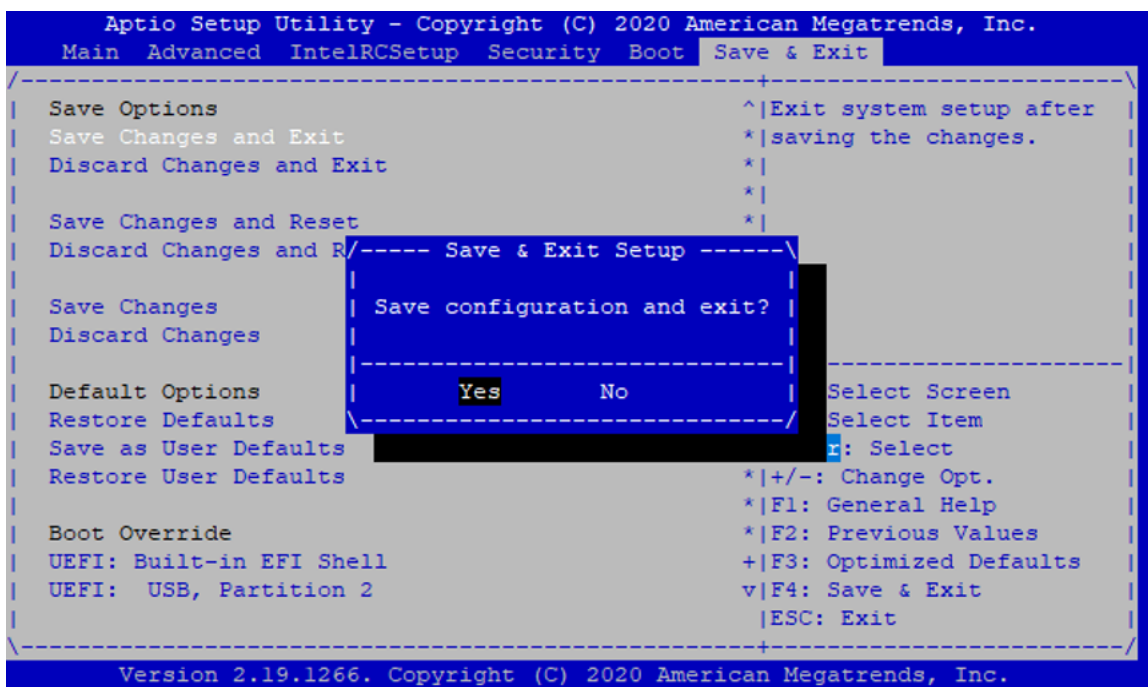 Aptio Setup Utility - Copyright (C) 2020 American Megatrends, Inc.
Main Advanced IntelRCSetup Security Boot Save & Exit
/----------------------------------------------------+-------------------------\
| Save Options ^|Exit system setup after |
| Save Changes and Exit *|saving the changes. |
| Discard Changes and Exit *| |
| *| |
| Save Changes and Reset *| |
| Discard Changes and R/----- Save & Exit Setup ------\ |
| | | |
| Save Changes | Save configuration and exit? | |
| Discard Changes | | |
| |------------------------------| -------------------------|
| Default Options | Yes No | Select Screen |
| Restore Defaults \------------------------------/ Select Item |
| Save as User Defaults r: Select |
| Restore User Defaults *|+/-: Change Opt. |
| *|F1: General Help |
| Boot Override *|F2: Previous Values |
| UEFI: Built-in EFI Shell +|F3: Optimized Defaults |
| UEFI: USB, Partition 2 v|F4: Save & Exit |
| |ESC: Exit |
\----------------------------------------------------+-------------------------/
Version 2.19.1266. Copyright (C) 2020 American Megatrends, Inc.